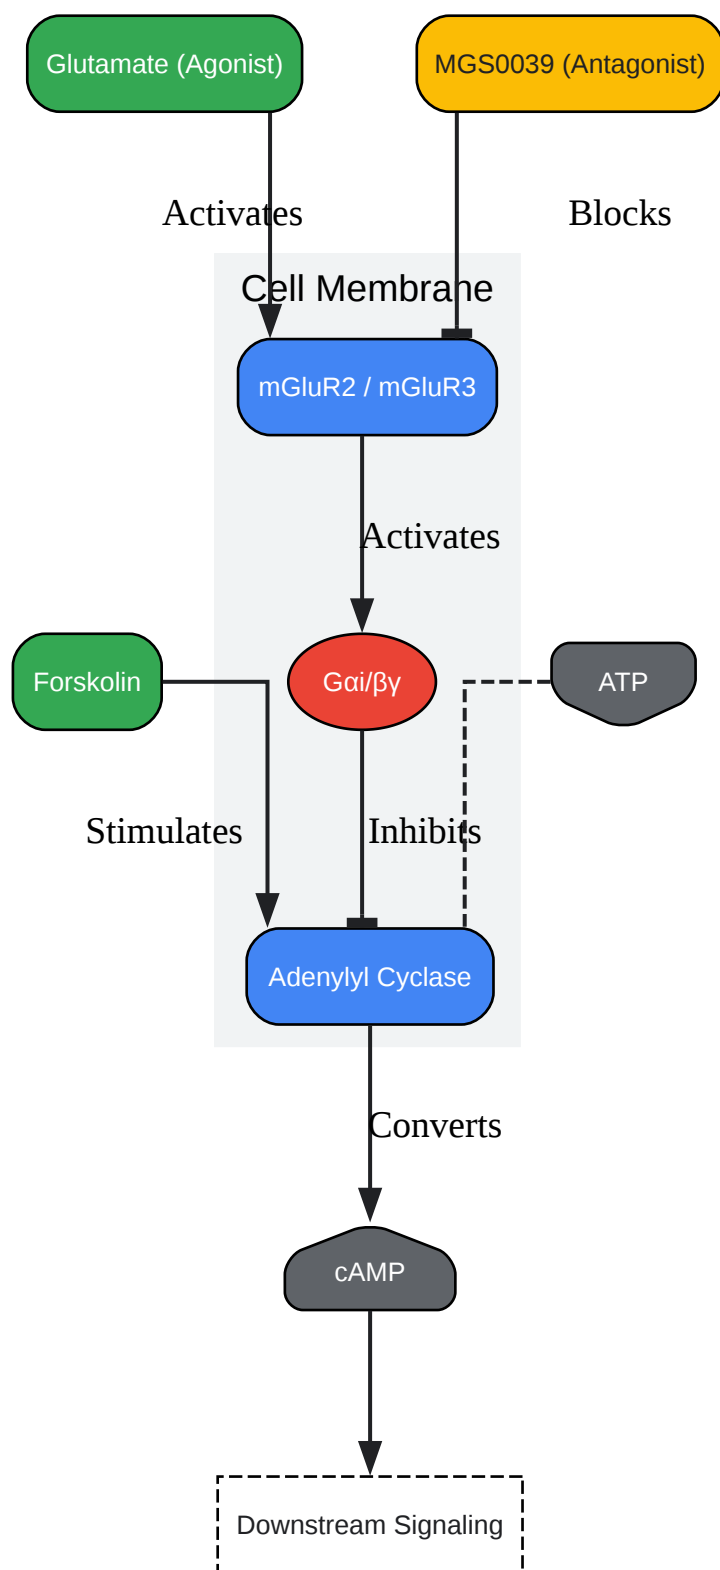 Glutamate (Agonist)
MGS0039 (Antagonist)
Activates
Blocks
Cell Membrane
mGluR2 / mGluR3
Activates
Forskolin
Gαi/βγ
ATP
Stimulates
Inhibits
Adenylyl Cyclase
Converts
cAMP
Downstream Signaling